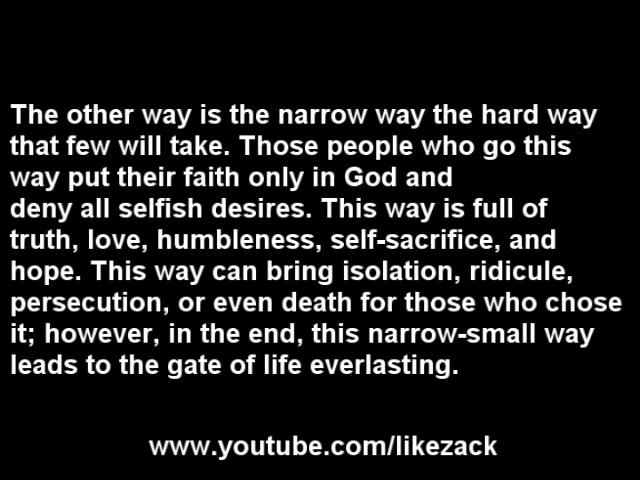 The other way is the narrow way the hard way
that few will take. Those people who go this
way put their faith only in God and
deny all selfish desires. This way is full of
truth, love, humbleness, self-sacrifice, and
hope. This way can bring isolation, ridicule,
persecution, or even death for those who chose
it; however, in the end, this narrow-small way
leads to the gate of life everlasting.
www.youtube.com/likezack